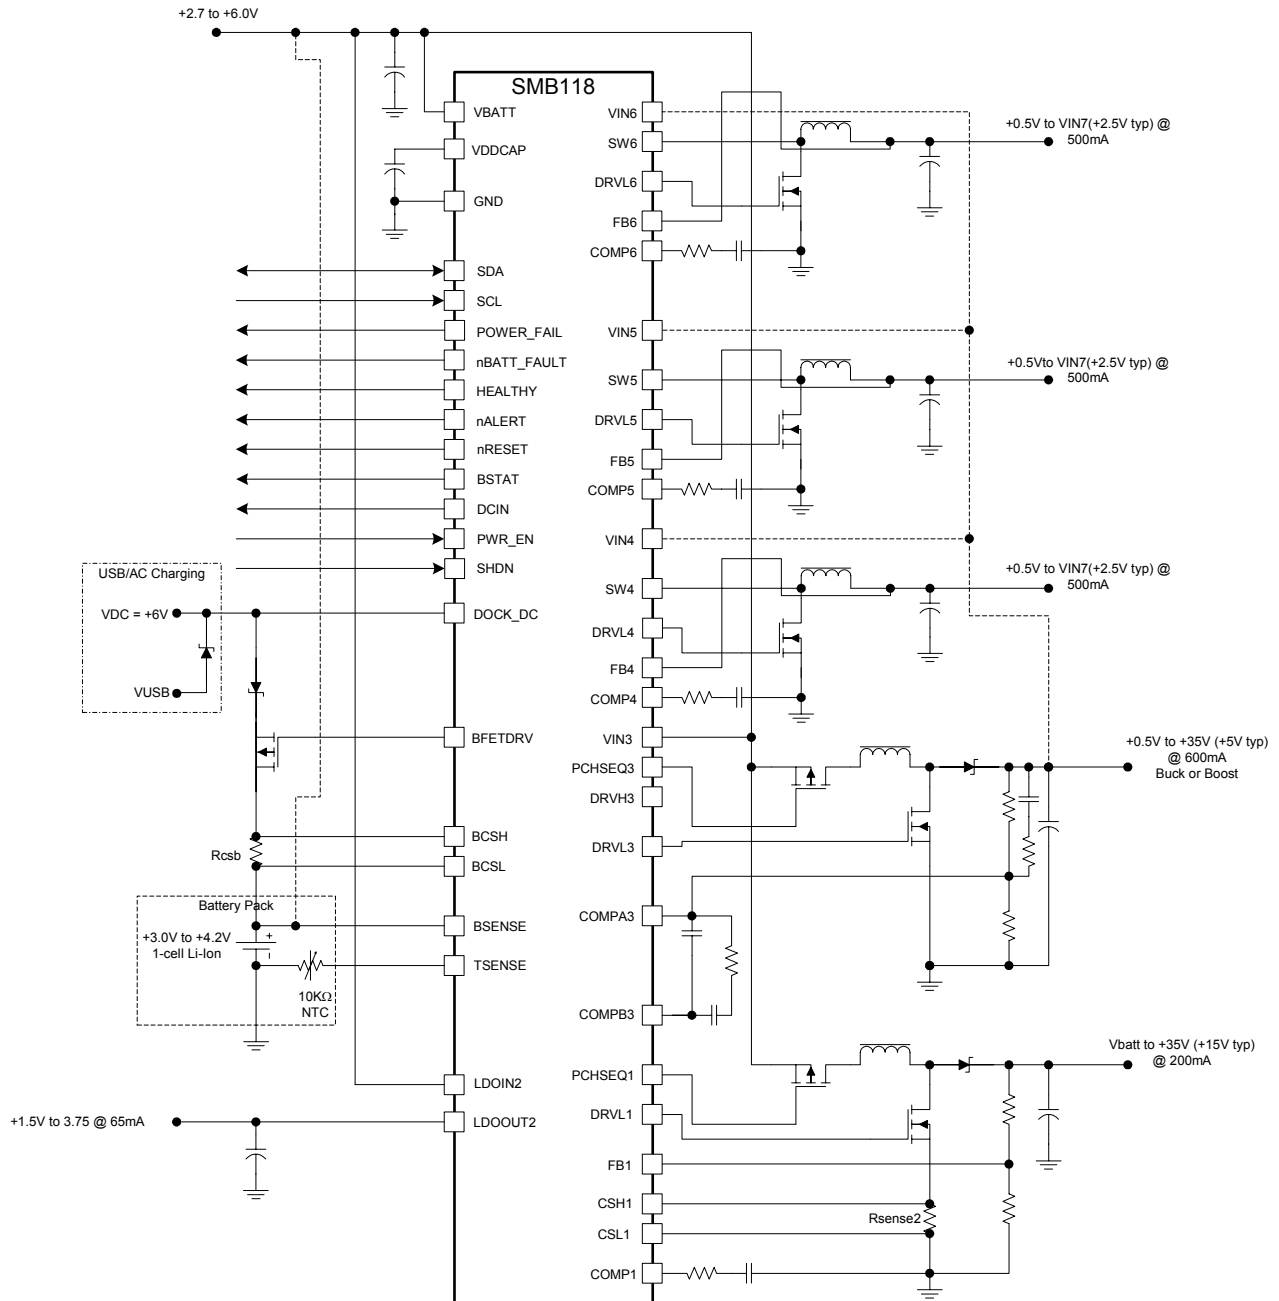 +2.7 to +6.0V
SMB118
VBATT
VDDCAP
GND
SDA
SCL
POWER_FAIL
nBATT_FAULT
HEALTHY
nALERT
nRESET
BSTAT
DCIN
PWR_EN
SHDN
DOCK_DC
BFETDRV
BCSH
BCSL
BSENSE
TSENSE
LDOIN2
LDOOUT2
VIN6
SW6
DRVL6
FB6
COMP6
VIN5
SW5
DRVL5
FB5
COMP5
VIN4
SW4
DRVL4
FB4
COMP4
VIN3
PCHSEQ3
DRVH3
DRVL3
COMPA3
COMPB3
PCHSEQ1
DRVL1
FB1
CSH1
CSL1
COMP1
USB/AC Charging
VDC = +6V
VUSB
Rcsb
Battery Pack
+3.0V to +4.2V
1-cell Li-Ion
+
-
10KΩ
NTC
+1.5V to 3.75 @ 65mA
+0.5V to VIN7(+2.5V typ) @
500mA
+0.5Vto VIN7(+2.5V typ) @
500mA
+0.5V to VIN7(+2.5V typ) @
500mA
+0.5V to +35V (+5V typ)
@ 600mA
Buck or Boost
Vbatt to +35V (+15V typ)
@ 200mA
Rsense2